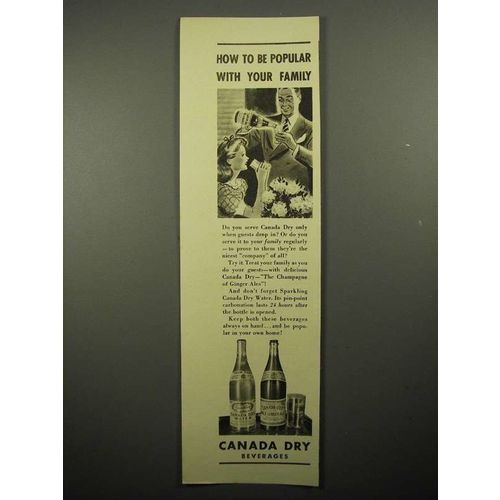 HOW TO BE POPULAR
WITH YOUR FAMILY
Do you serve Canada Dry only
when guests drop in? Or do you
serve it to your family regularly
—to prove to them they're the
nicest "company" of all?
Try it. Treat your family as you
do your guests—with delicious
Canada Dry—"The Champagne
of Ginger Ales"!
And don't forget Sparkling
Canada Dry Water. Its pin-point
carbonation lasts 24 hours after
the bottle is opened.
Keep both these beverages
always on hand...and be popu-
lar in your own home!
CANADA DRY
WATER
CANADA DRY
BEVERAGES